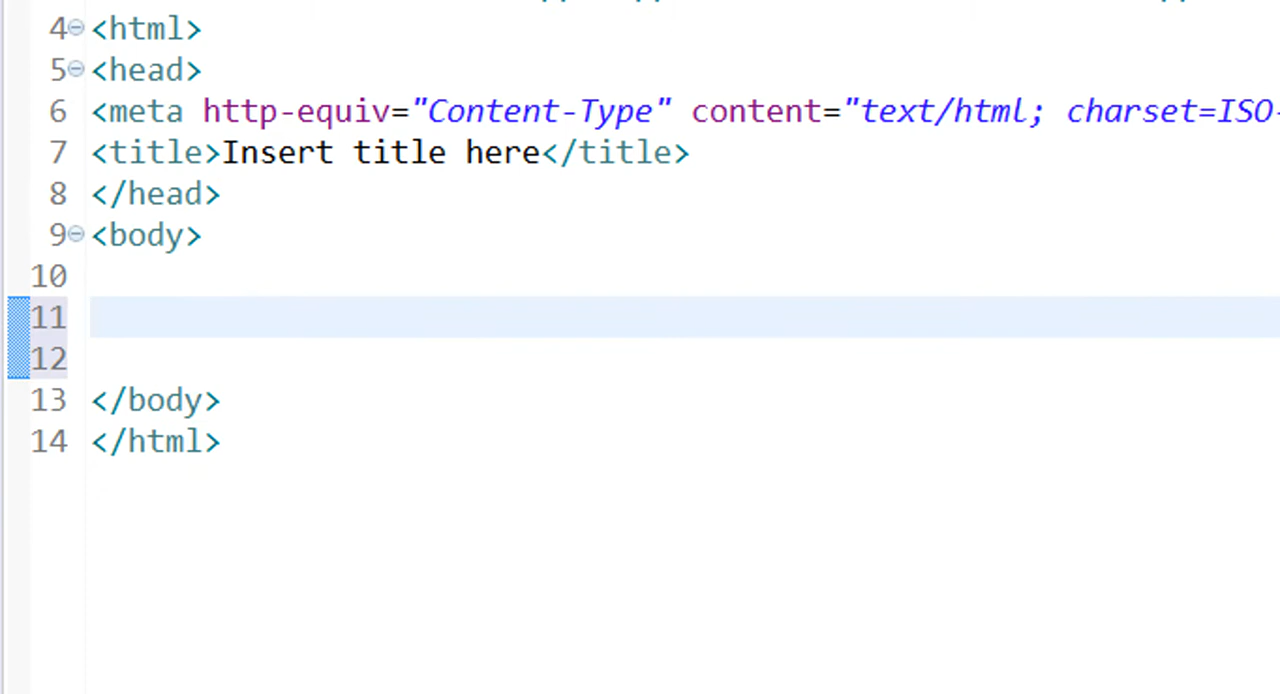 4 <html>
5 <head>
6 <meta http-equiv="Content-Type" content="text/html; charset=ISO-
7 <title>Insert title here</title>
8 </head>
9 <body>
10
11
12
13 </body>
14 </html>